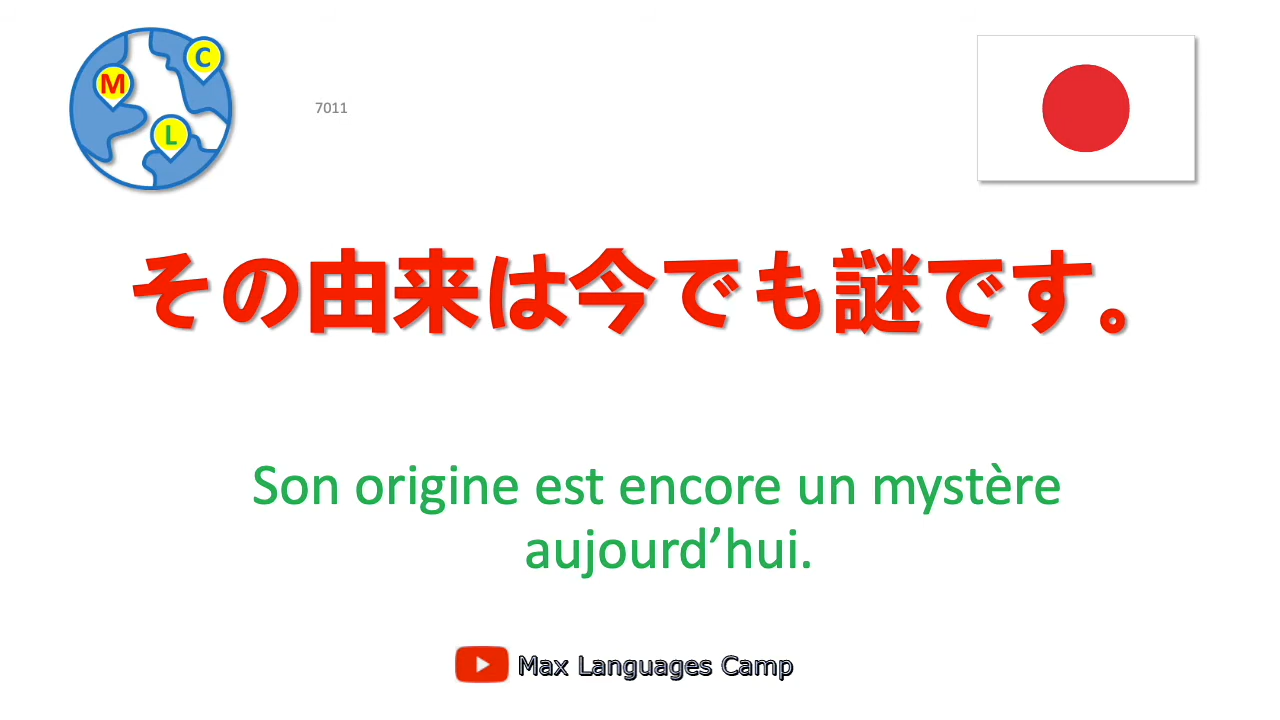 M
C
L
7011
その由来は今でも謎です。
Son origine est encore un mystère
aujourd’hui.
Max Languages Camp